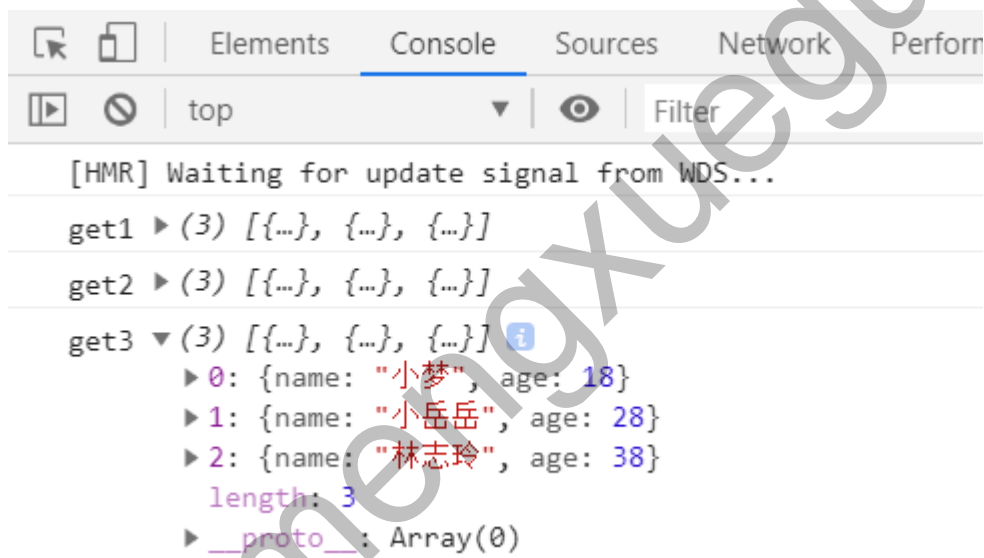 Elements Console Sources Network Perforn
top ▼ Filter
[HMR] Waiting for update signal from WDS...
get1 ▶ (3) [{…}, {…}, {…}]
get2 ▶ (3) [{…}, {…}, {…}]
get3 ▼ (3) [{…}, {…}, {…}] i
▶ 0: {name: "小梦", age: 18}
▶ 1: {name: "小岳岳", age: 28}
▶ 2: {name: "林志玲", age: 38}
length: 3
▶ __proto__: Array(0)
mengxuegu